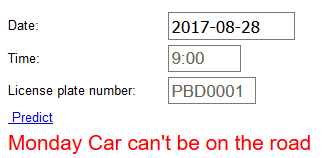 Date: 2017-08-28
Time: 9:00
License plate number: PBD0001
Predict
Monday Car can't be on the road